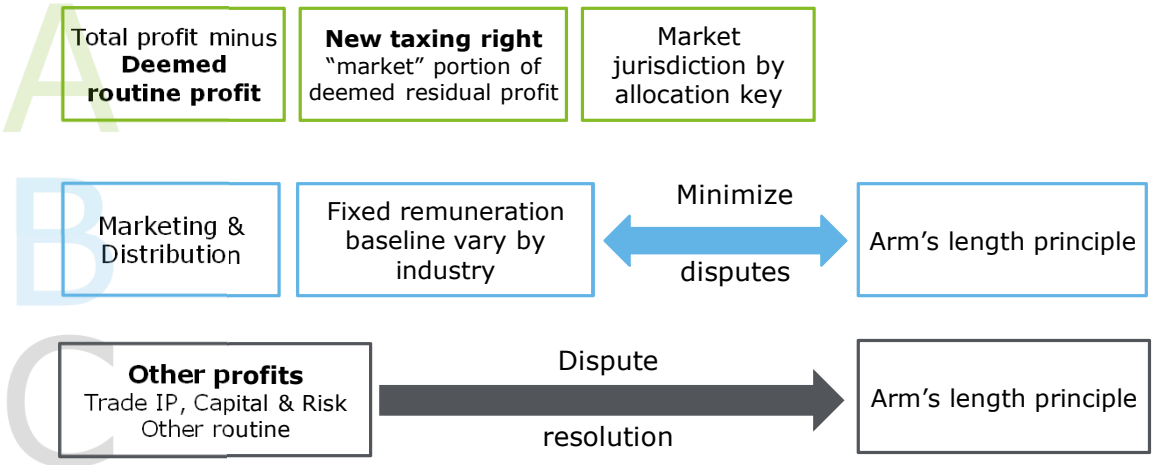 A
Total profit minus
Deemed
routine profit
New taxing right
“market” portion of
deemed residual profit
Market
jurisdiction by
allocation key
B
Marketing &
Distribution
Fixed remuneration
baseline vary by
industry
Minimize
disputes
Arm’s length principle
C
Other profits
Trade IP, Capital & Risk
Other routine
Dispute
resolution
Arm’s length principle